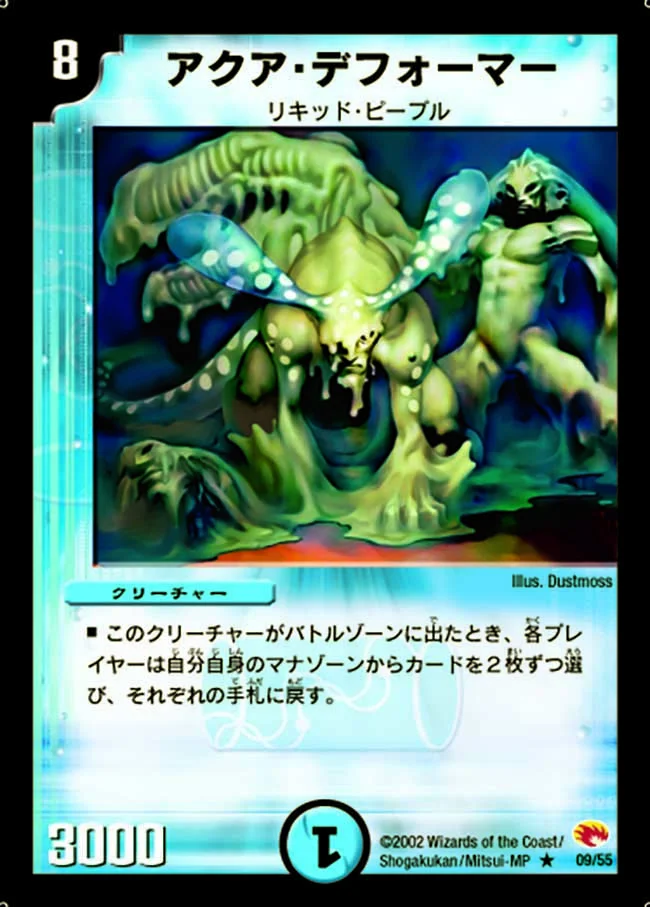 8
アクア・デフォーマー
リキッド・ピープル
Illus. Dustmoss
クリーチャー
■ このクリーチャーがバトルゾーンに出たとき、各プレ
イヤーは自分自身のマナゾーンからカードを２枚ずつ選
び、それぞれの手札に戻す。
3000
1
©2002 Wizards of the Coast/
Shogakukan/Mitsui-MP ★ 09/55